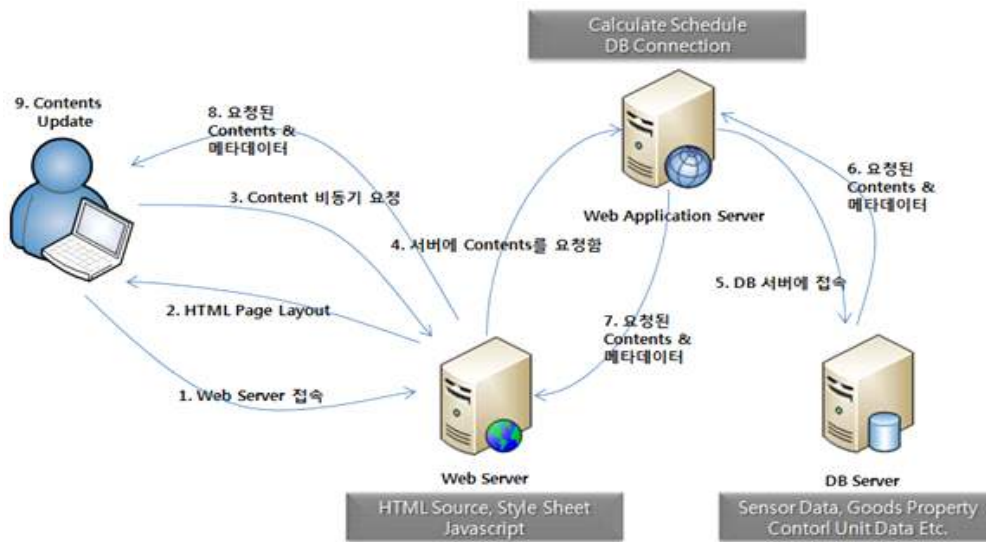 Calculate Schedule
DB Connection
9. Contents
Update
8. 요청된
Contents &
메타데이터
3. Content 비동기 요청
6. 요청된
Contents &
메타데이터
Web Application Server
4. 서버에 Contents를 요청함
5. DB 서버에 접속
2. HTML Page Layout
7. 요청된
Contents &
메타데이터
1. Web Server 접속
Web Server
DB Server
HTML Source, Style Sheet
Javascript
Sensor Data, Goods Property
Contorl Unit Data Etc.